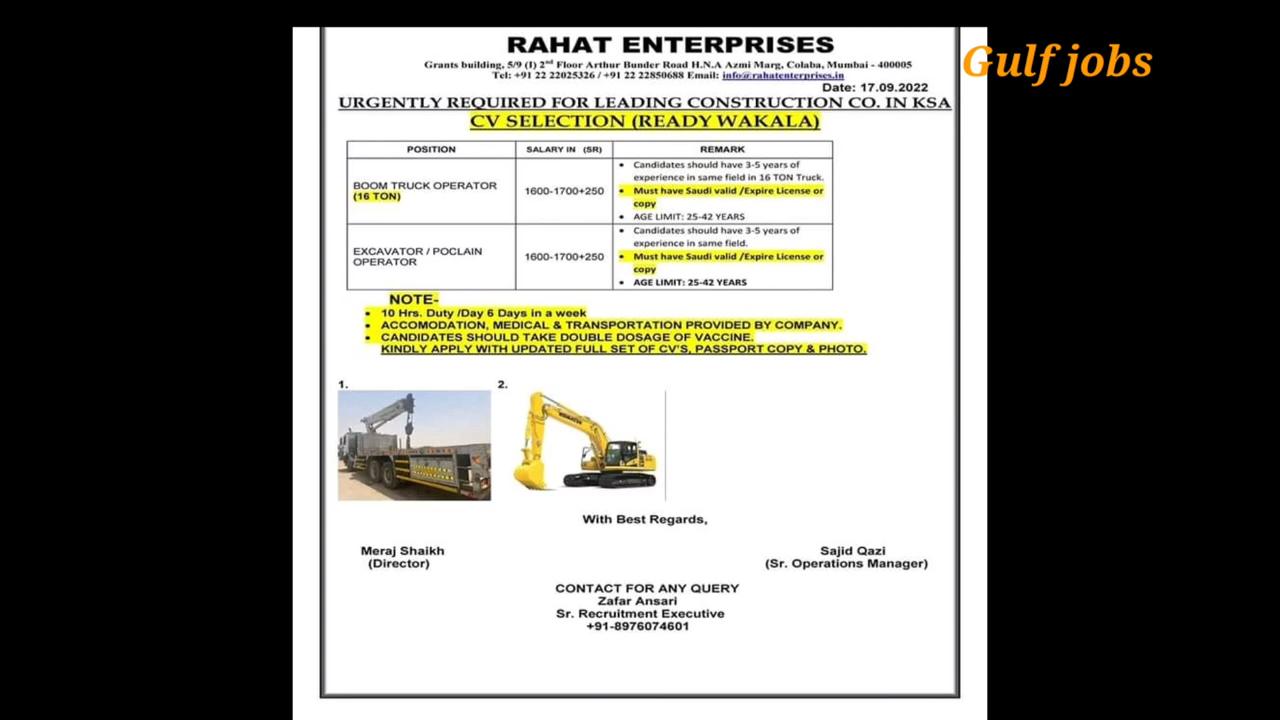 RAHAT ENTERPRISES
Gulf jobs
Grants building, 5/9 (I) 2nd Floor Arthur Bunder Road H.N.A Azmi Marg, Colaba, Mumbai - 400005
Tel: +91 22 22025326 / +91 22 22850688 Email: info@rahatenterprises.in
Date: 17.09.2022
URGENTLY REQUIRED FOR LEADING CONSTRUCTION CO. IN KSA
CV SELECTION (READY WAKALA)
POSITION SALARY IN (SR) REMARK
BOOM TRUCK OPERATOR
(16 TON)
1600-1700+250
• Candidates should have 3-5 years of
experience in same field in 16 TON Truck.
• Must have Saudi valid /Expire License or
copy
• AGE LIMIT: 25-42 YEARS
EXCAVATOR / POCLAIN
OPERATOR
1600-1700+250
• Candidates should have 3-5 years of
experience in same field.
• Must have Saudi valid /Expire License or
copy
• AGE LIMIT: 25-42 YEARS
NOTE-
• 10 Hrs. Duty /Day 6 Days in a week
• ACCOMODATION, MEDICAL & TRANSPORTATION PROVIDED BY COMPANY.
• CANDIDATES SHOULD TAKE DOUBLE DOSAGE OF VACCINE.
KINDLY APPLY WITH UPDATED FULL SET OF CV'S, PASSPORT COPY & PHOTO.
1. 2.
KOMATSU
With Best Regards,
Meraj Shaikh Sajid Qazi
(Director) (Sr. Operations Manager)
CONTACT FOR ANY QUERY
Zafar Ansari
Sr. Recruitment Executive
+91-8976074601